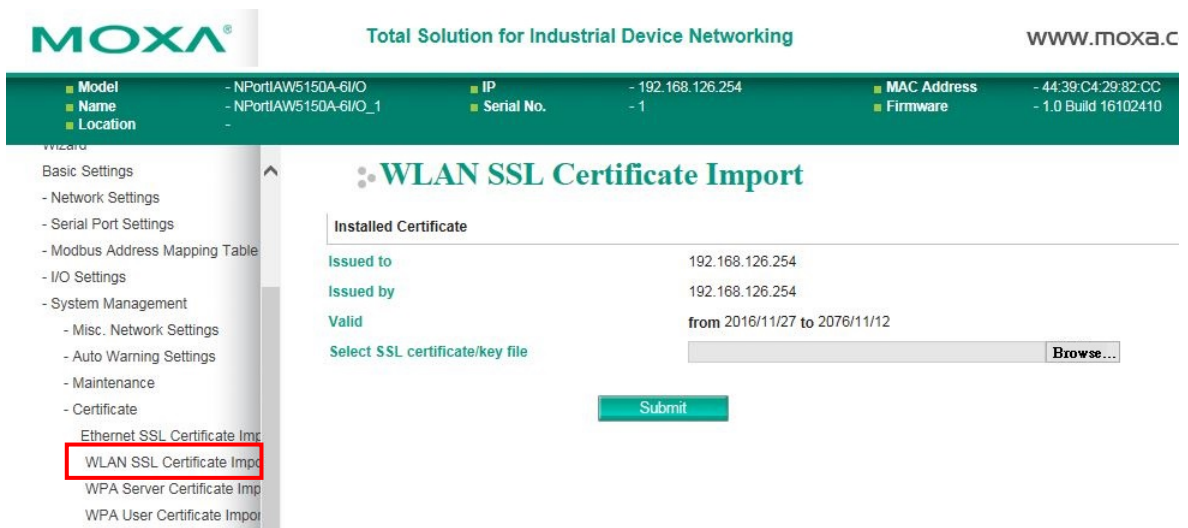 MOXA®
Total Solution for Industrial Device Networking
www.moxa.c
Model - NPortIAW5150A-6I/O IP - 192.168.126.254 MAC Address - 44:39:C4:29:82:CC
Name - NPortIAW5150A-6I/O_1 Serial No. - 1 Firmware - 1.0 Build 16102410
Location -
Wizard
Basic Settings
- Network Settings
- Serial Port Settings
- Modbus Address Mapping Table
- I/O Settings
- System Management
- Misc. Network Settings
- Auto Warning Settings
- Maintenance
- Certificate
Ethernet SSL Certificate Imp
WLAN SSL Certificate Impo
WPA Server Certificate Imp
WPA User Certificate Impor
WLAN SSL Certificate Import
Installed Certificate
Issued to 192.168.126.254
Issued by 192.168.126.254
Valid from 2016/11/27 to 2076/11/12
Select SSL certificate/key file Browse...
Submit